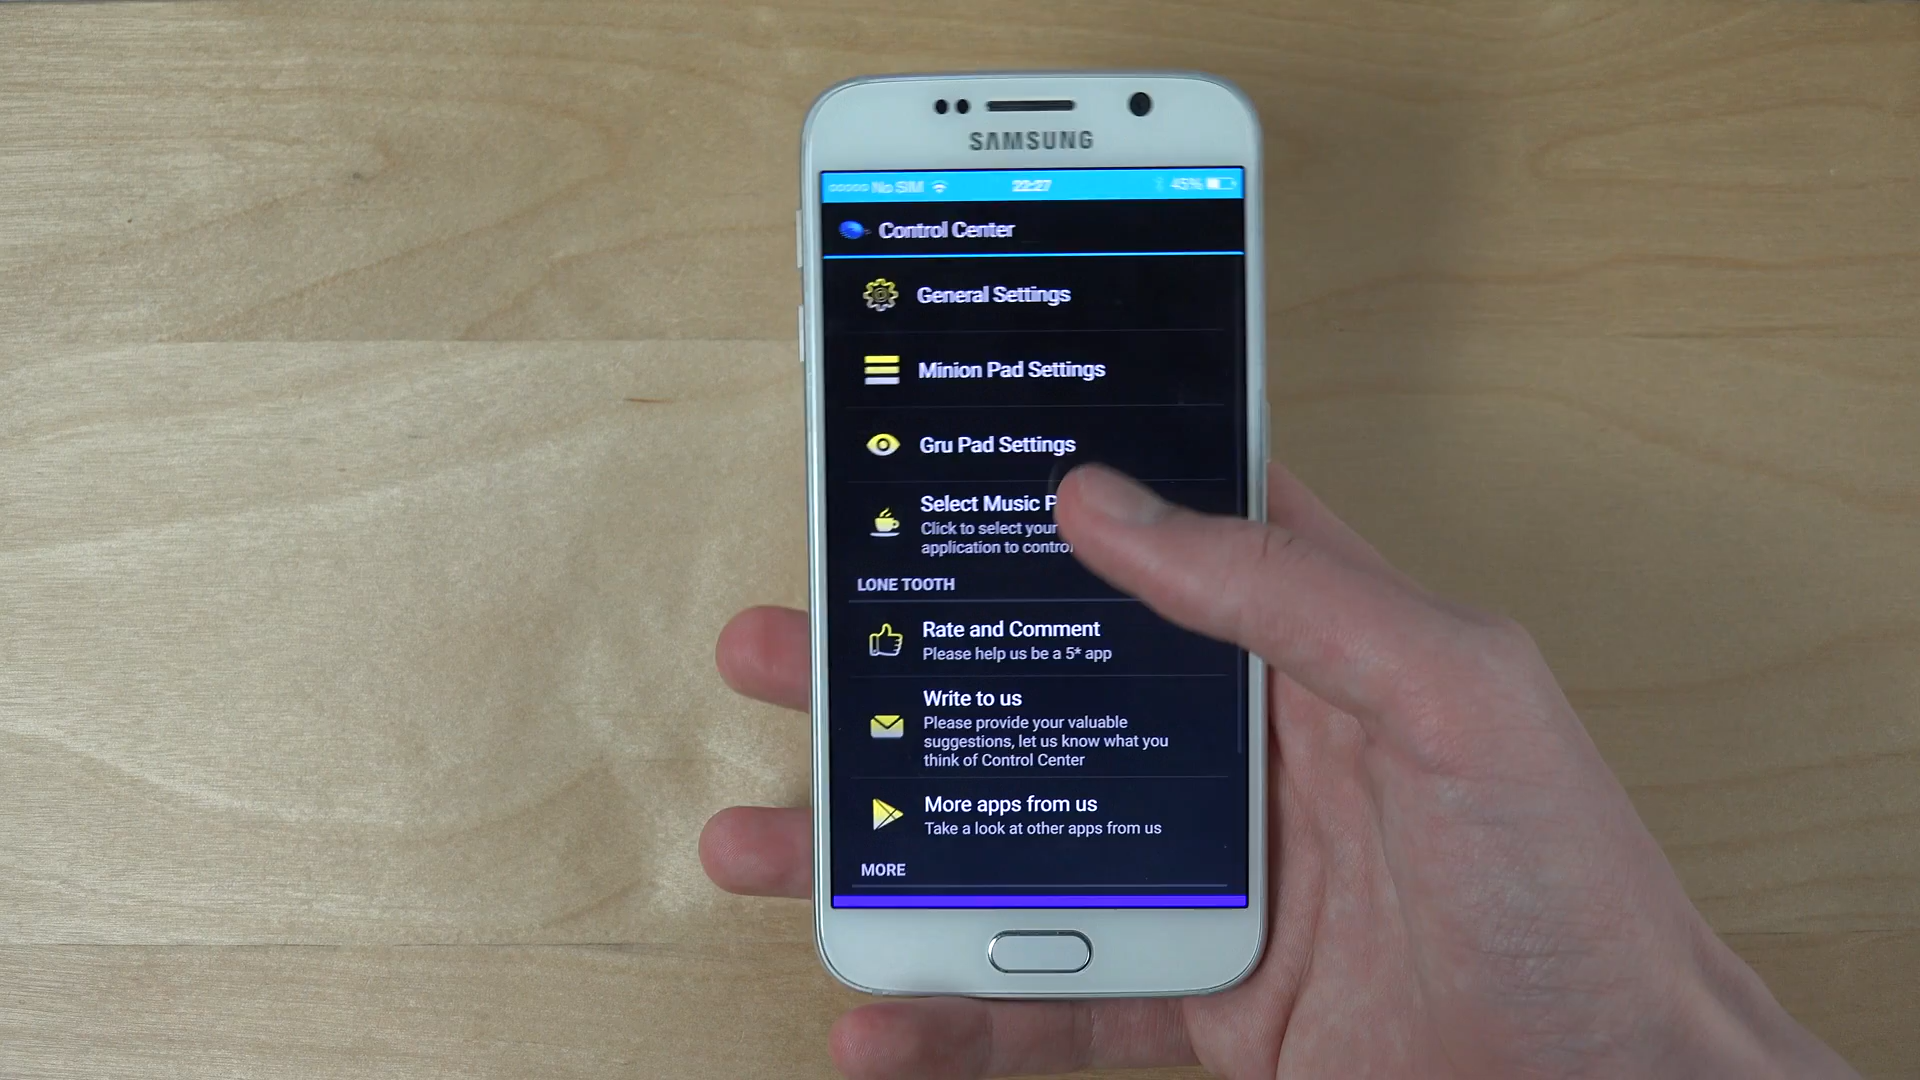 SAMSUNG
No SIM 22:27 45%
Control Center
General Settings
Minion Pad Settings
Gru Pad Settings
Select Music
Click to select your
application to control
LONE TOOTH
Rate and Comment
Please help us be a 5* app
Write to us
Please provide your valuable
suggestions, let us know what you
think of Control Center
More apps from us
Take a look at other apps from us
MORE